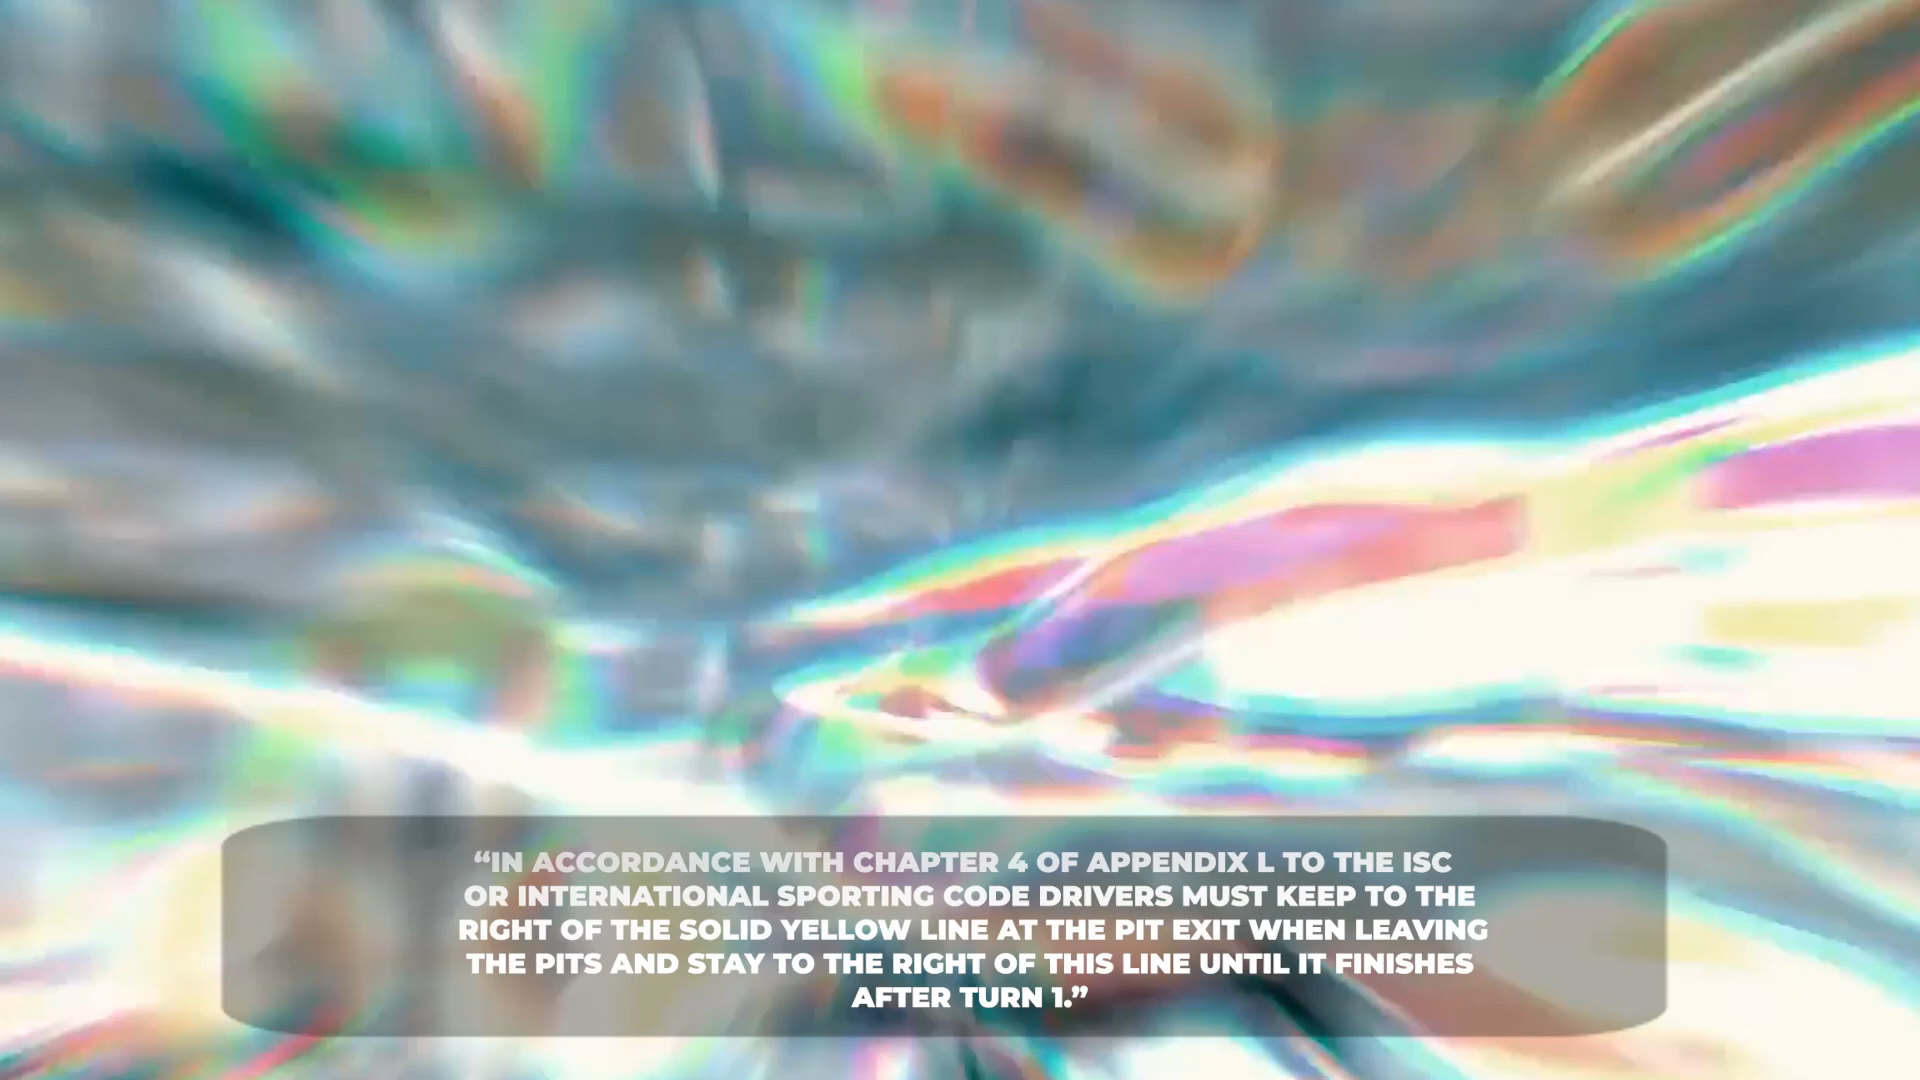 “IN ACCORDANCE WITH CHAPTER 4 OF APPENDIX L TO THE ISC
OR INTERNATIONAL SPORTING CODE DRIVERS MUST KEEP TO THE
RIGHT OF THE SOLID YELLOW LINE AT THE PIT EXIT WHEN LEAVING
THE PITS AND STAY TO THE RIGHT OF THIS LINE UNTIL IT FINISHES
AFTER TURN 1.”